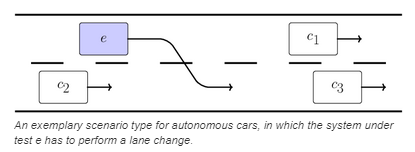 e
c₁
c₂
c₃
An exemplary scenario type for autonomous cars, in which the system under
test e has to perform a lane change.